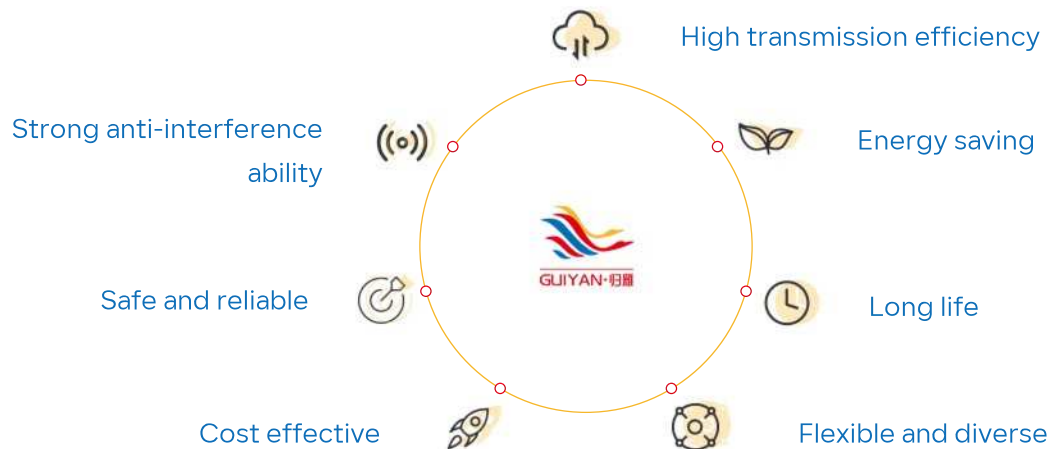 High transmission efficiency
Strong anti-interference
ability
Energy saving
GUIYAN·归雁
Safe and reliable
Long life
Cost effective
Flexible and diverse